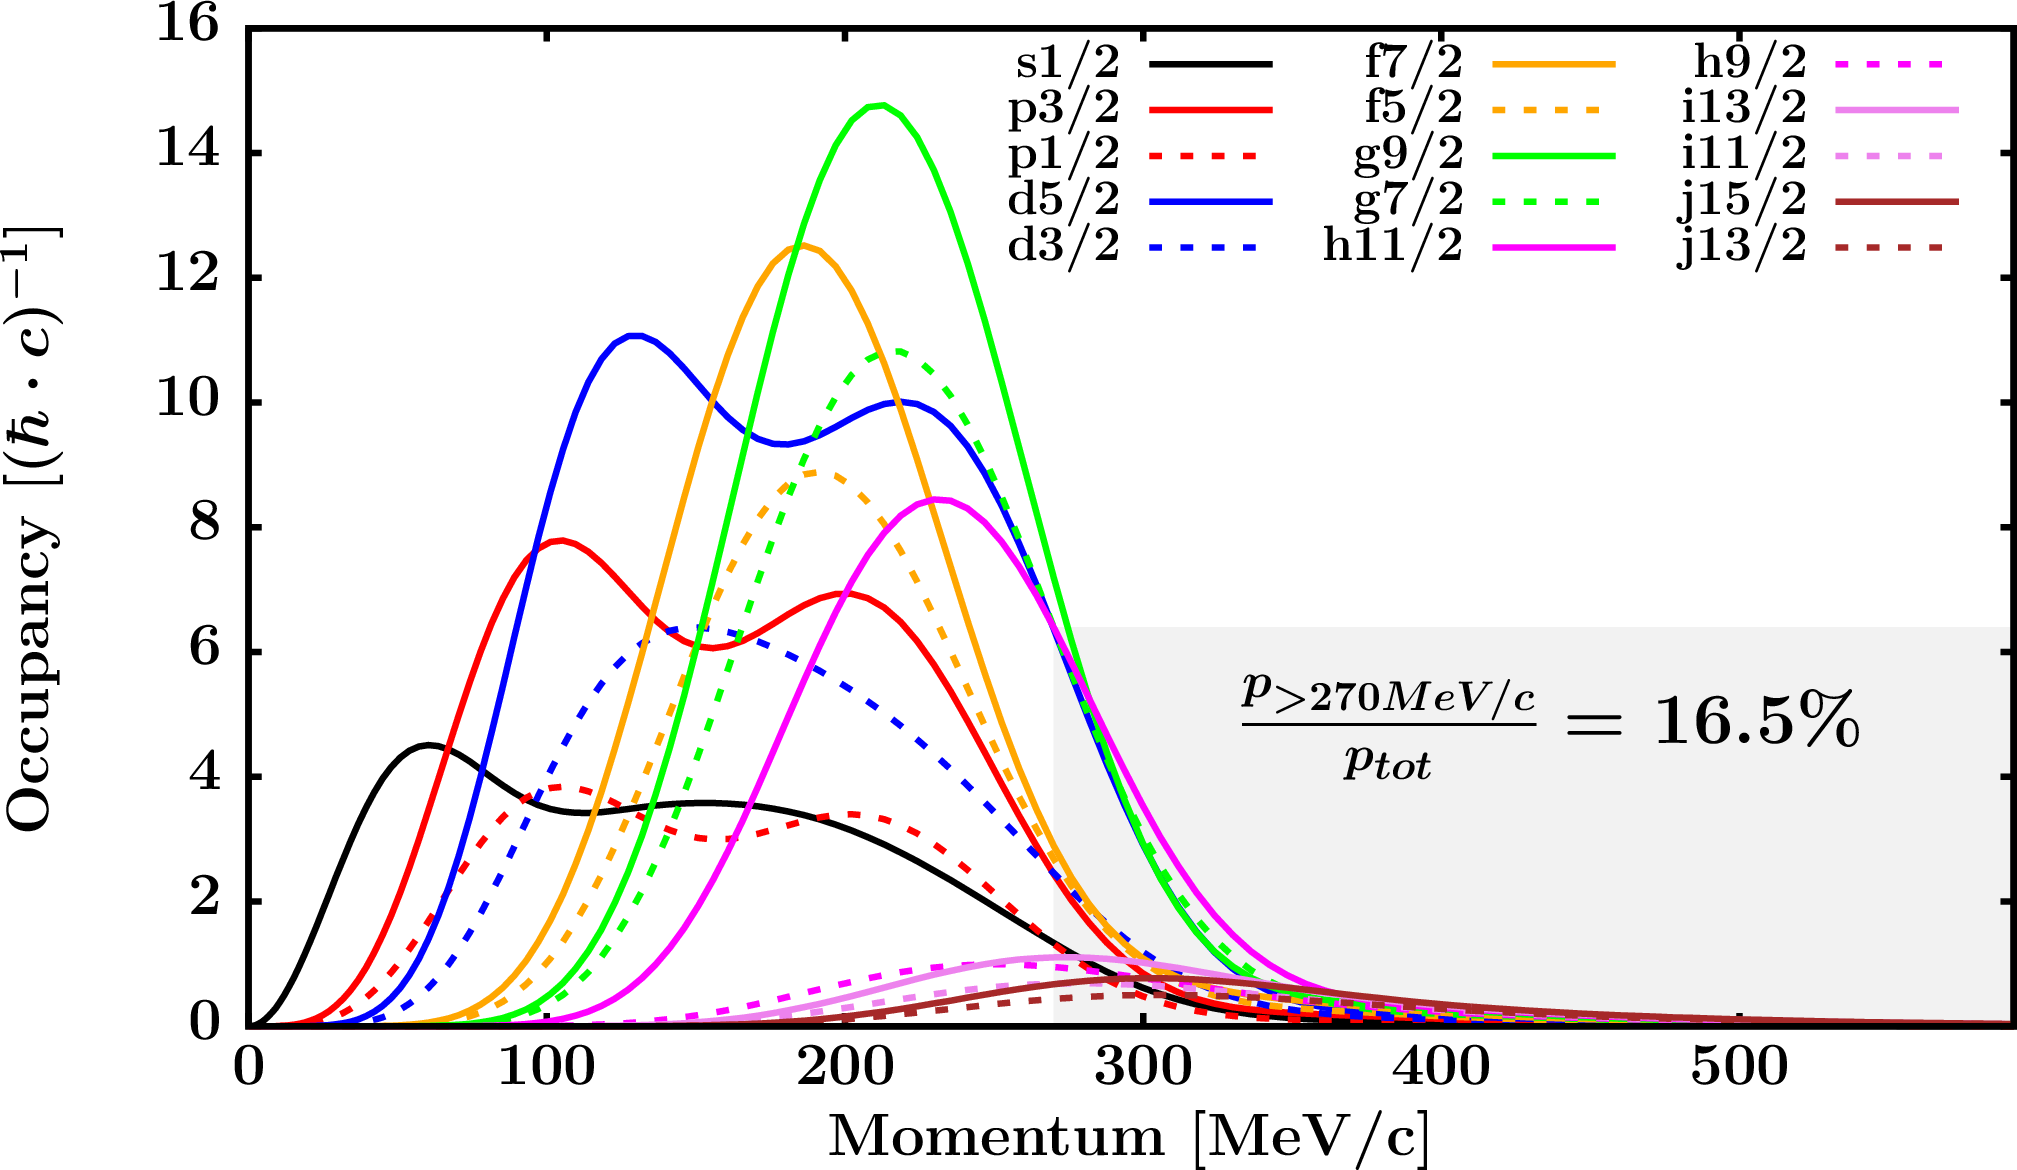 16
14
12
10
8
6
4
2
0
Occupancy [(ħ · c)⁻¹]
s1/2
p3/2
p1/2
d5/2
d3/2
f7/2
f5/2
g9/2
g7/2
h11/2
h9/2
i13/2
i11/2
j15/2
j13/2
p>270MeV/c
ptot
= 16.5%
0 100 200 300 400 500
Momentum [MeV/c]